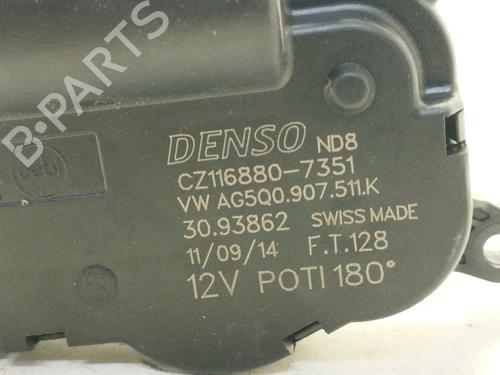 B-PARTS
DENSO ND8
CZ116880-7351
VW AG5Q0.907.511.K
30.93862 SWISS MADE
11/09/14 F.T.128
12V POTI 180°